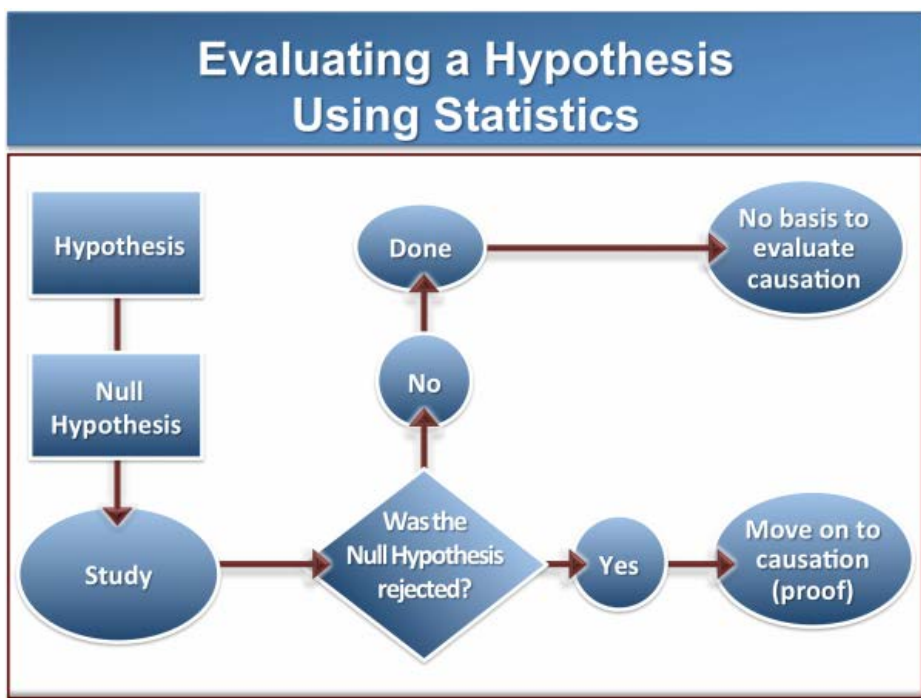 Evaluating a Hypothesis
Using Statistics
Hypothesis
Null
Hypothesis
Study
Was the
Null Hypothesis
rejected?
No
Done
No basis to
evaluate
causation
Yes
Move on to
causation
(proof)